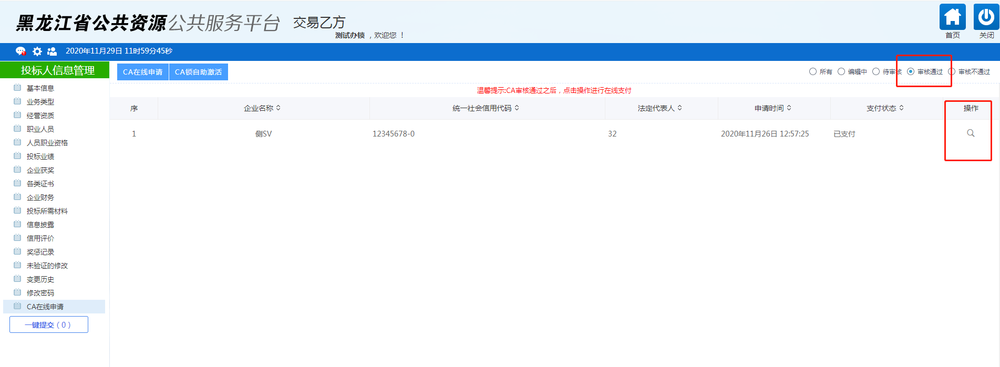 黑龙江省公共资源公共服务平台 交易乙方
测试办锁 ，欢迎您 ！
首页 关闭
2020年11月29日 11时59分45秒
投标人信息管理
CA在线申请 CA锁自助激活
所有 编辑中 待审核 审核通过 审核不通过
温馨提示:CA审核通过之后，点击操作进行在线支付
序 企业名称 统一社会信用代码 法定代表人 申请时间 支付状态 操作
1 侧SV 12345678-0 32 2020年11月26日 12:57:25 已支付
基本信息
业务类型
经营资质
职业人员
人员职业资格
投标业绩
企业获奖
各类证书
企业财务
投标所需材料
信息披露
信用评价
奖惩记录
未验证的修改
变更历史
修改密码
CA在线申请
一键提交（0）